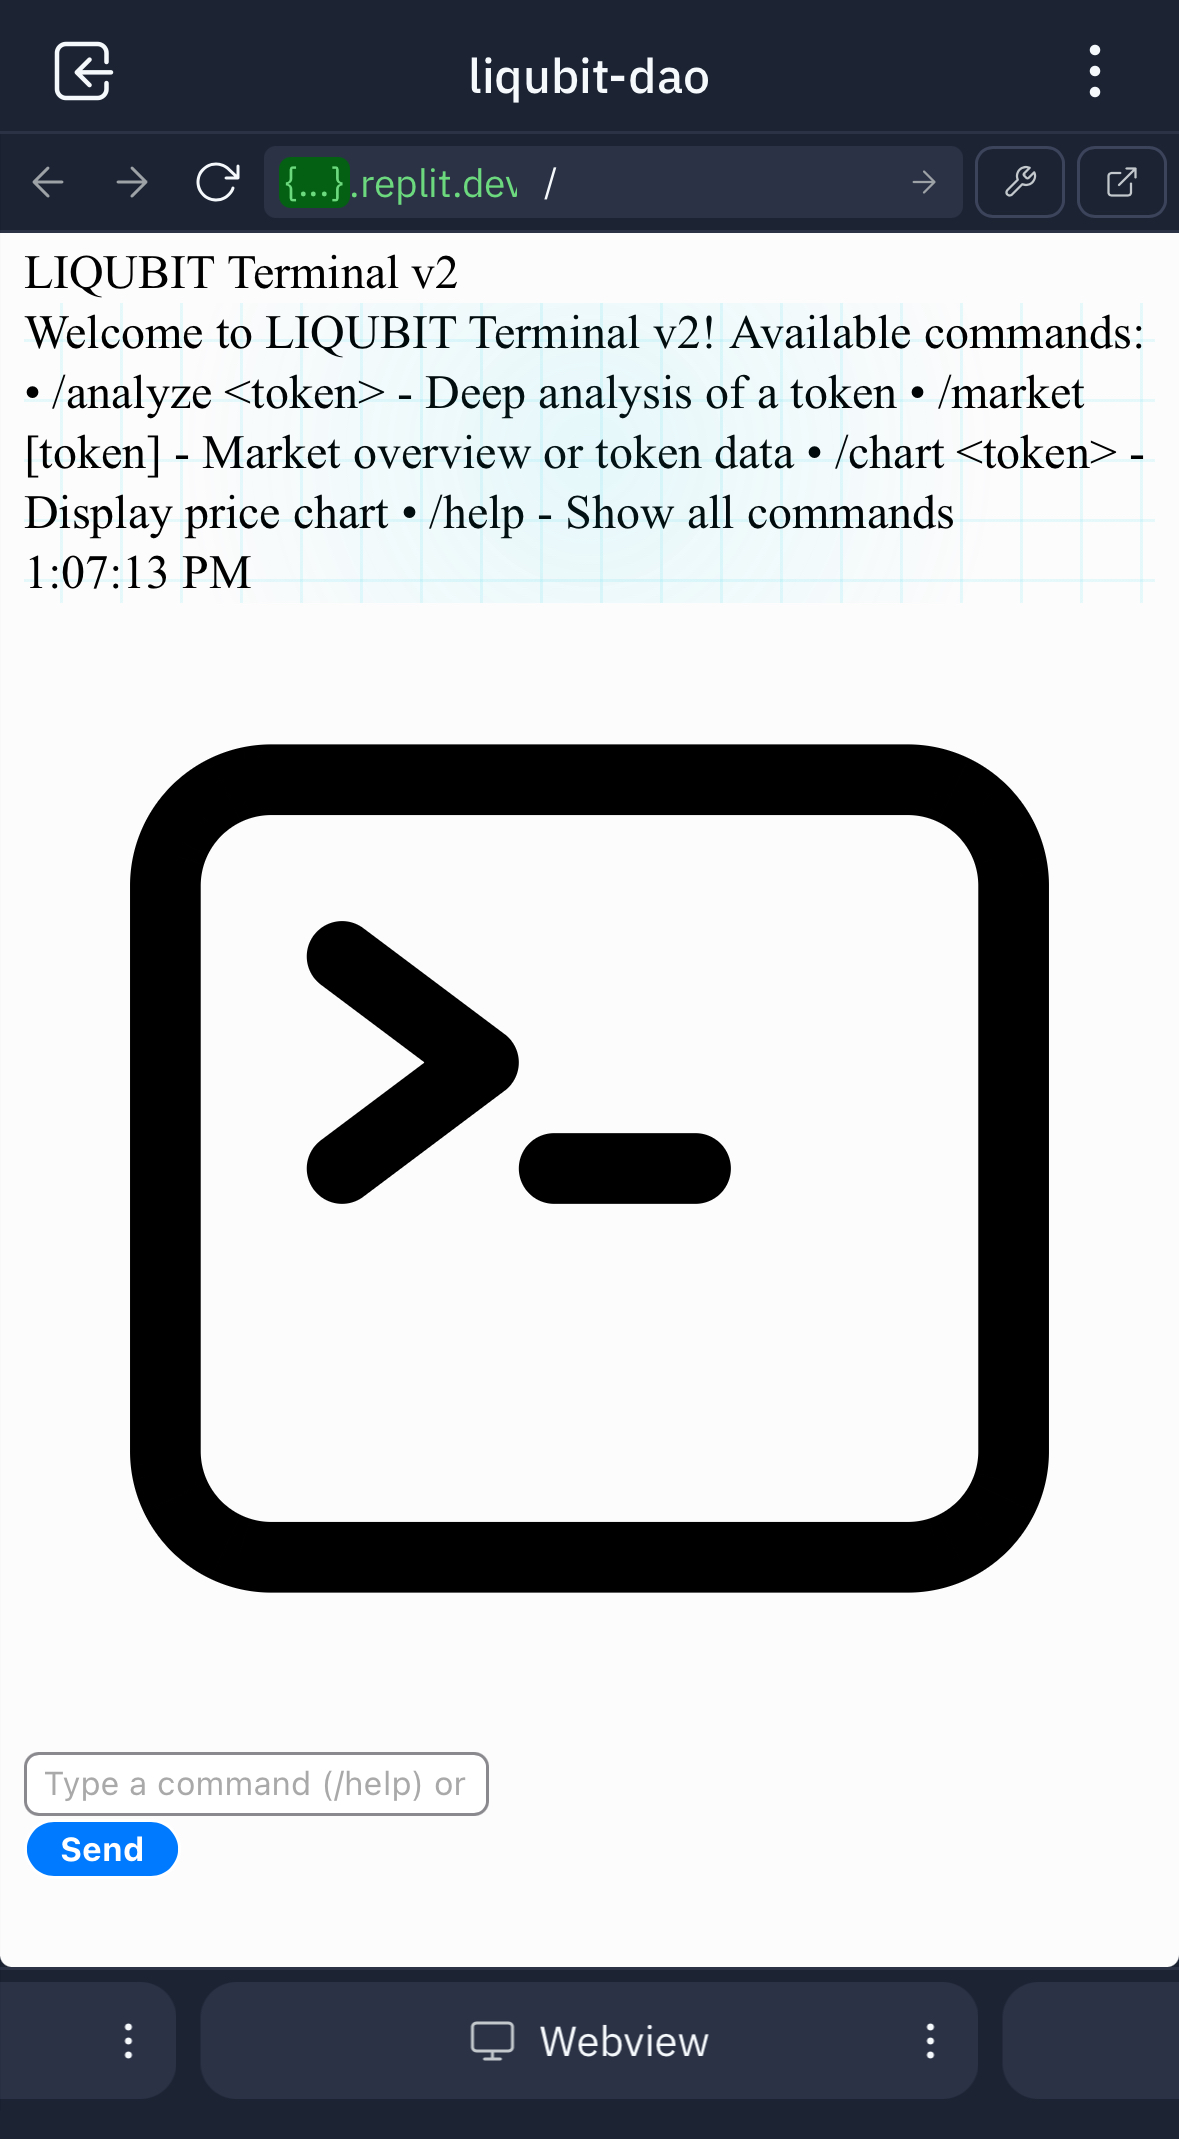 liqubit-dao
{...}.replit.dev /
LIQUBIT Terminal v2
Welcome to LIQUBIT Terminal v2! Available commands:
• /analyze <token> - Deep analysis of a token • /market
[token] - Market overview or token data • /chart <token> -
Display price chart • /help - Show all commands
1:07:13 PM
>_
Type a command (/help) or
Send
Webview